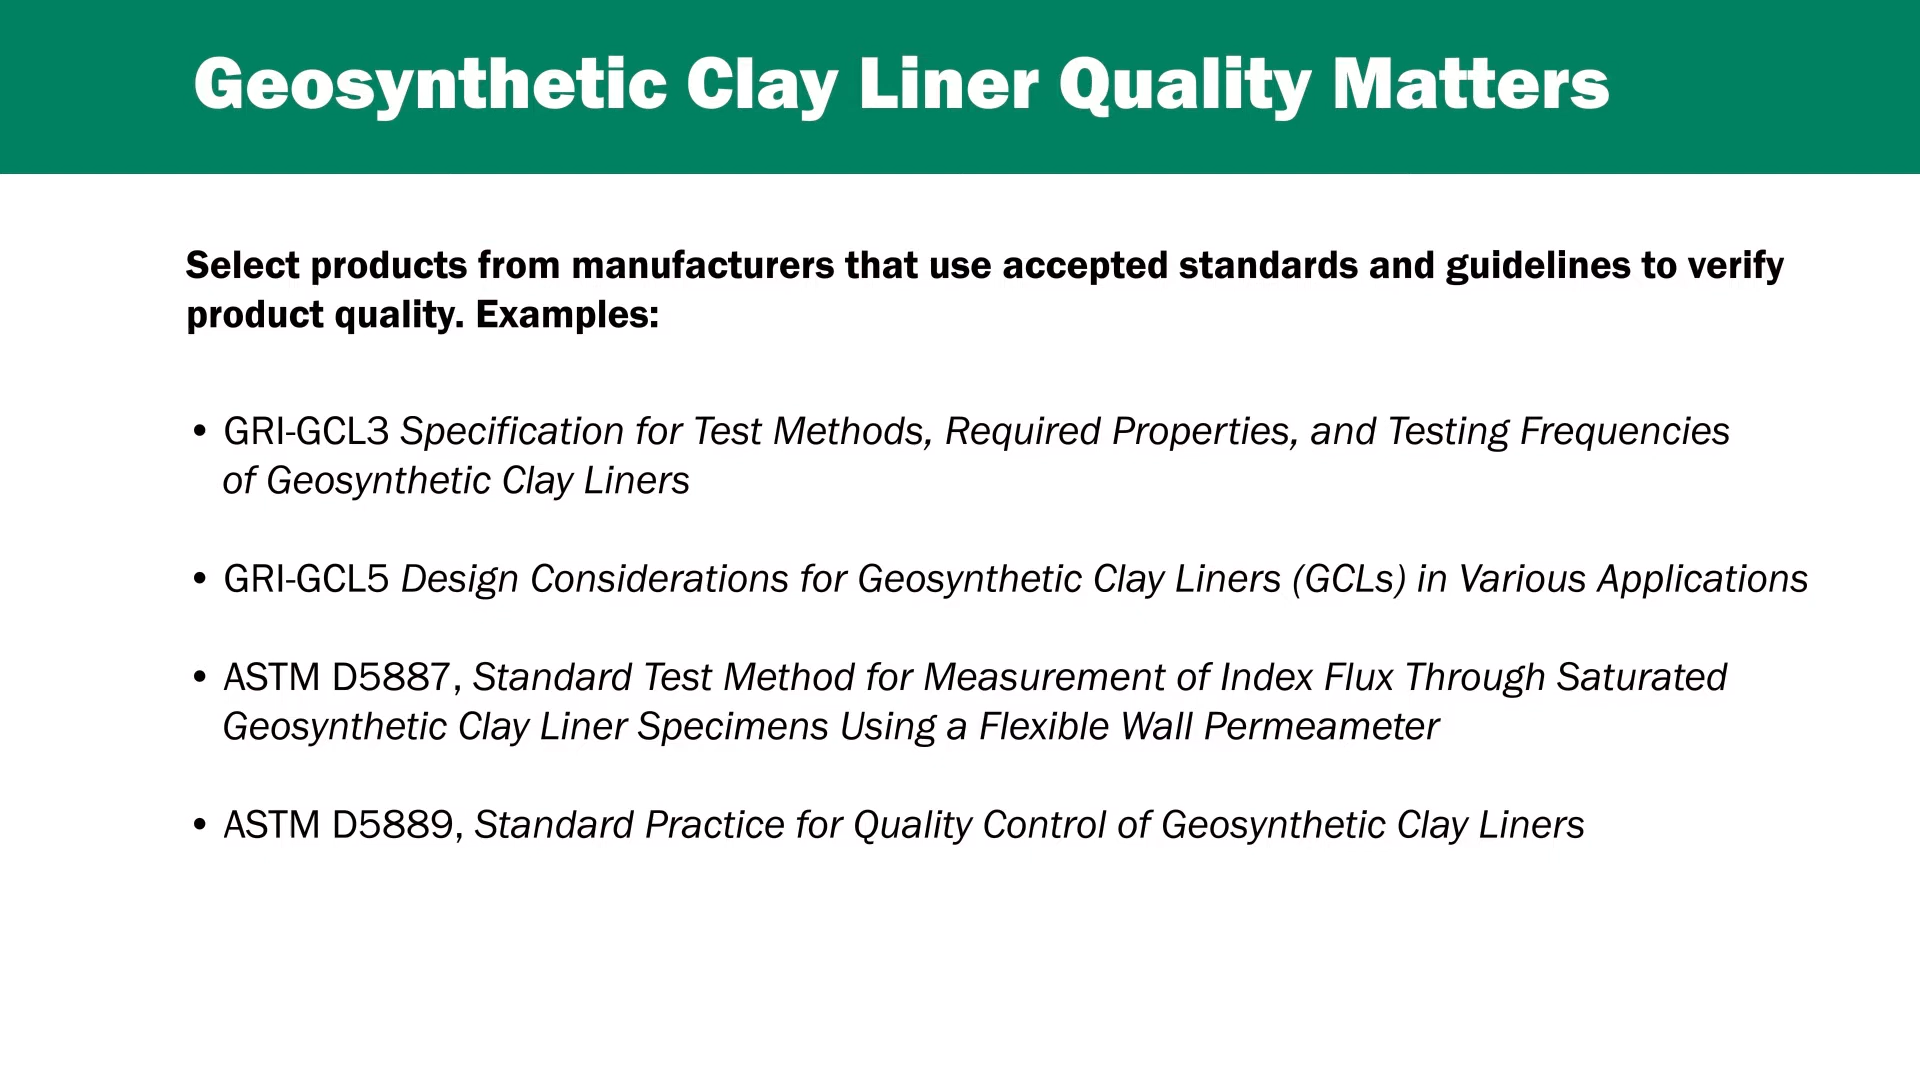 Geosynthetic Clay Liner Quality Matters
Select products from manufacturers that use accepted standards and guidelines to verify
product quality. Examples:
• GRI-GCL3 Specification for Test Methods, Required Properties, and Testing Frequencies
of Geosynthetic Clay Liners
• GRI-GCL5 Design Considerations for Geosynthetic Clay Liners (GCLs) in Various Applications
• ASTM D5887, Standard Test Method for Measurement of Index Flux Through Saturated
Geosynthetic Clay Liner Specimens Using a Flexible Wall Permeameter
• ASTM D5889, Standard Practice for Quality Control of Geosynthetic Clay Liners